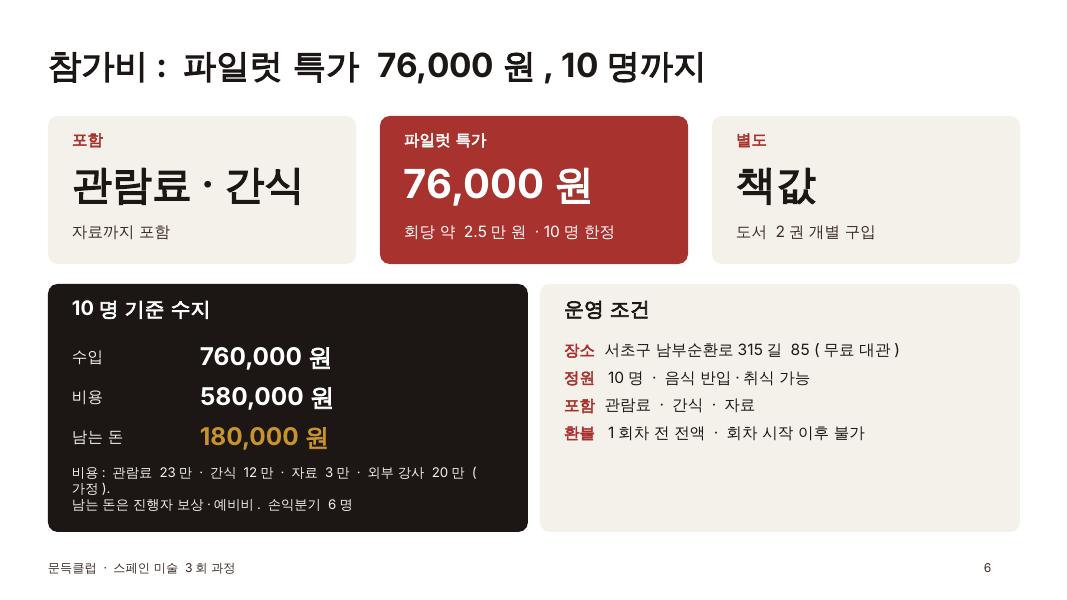 참가비 : 파일럿 특가 76,000 원 , 10 명까지
포함
관람료 · 간식
자료까지 포함
파일럿 특가
76,000 원
회당 약 2.5 만 원 · 10 명 한정
별도
책값
도서 2 권 개별 구입
10 명 기준 수지
수입 760,000 원
비용 580,000 원
남는 돈 180,000 원
비용 : 관람료 23 만 · 간식 12 만 · 자료 3 만 · 외부 강사 20 만 (
가정 ).
남는 돈은 진행자 보상 · 예비비 . 손익분기 6 명
운영 조건
장소 서초구 남부순환로 315 길 85 ( 무료 대관 )
정원 10 명 · 음식 반입 · 취식 가능
포함 관람료 · 간식 · 자료
환불 1 회차 전 전액 · 회차 시작 이후 불가
문득클럽 · 스페인 미술 3 회 과정
6